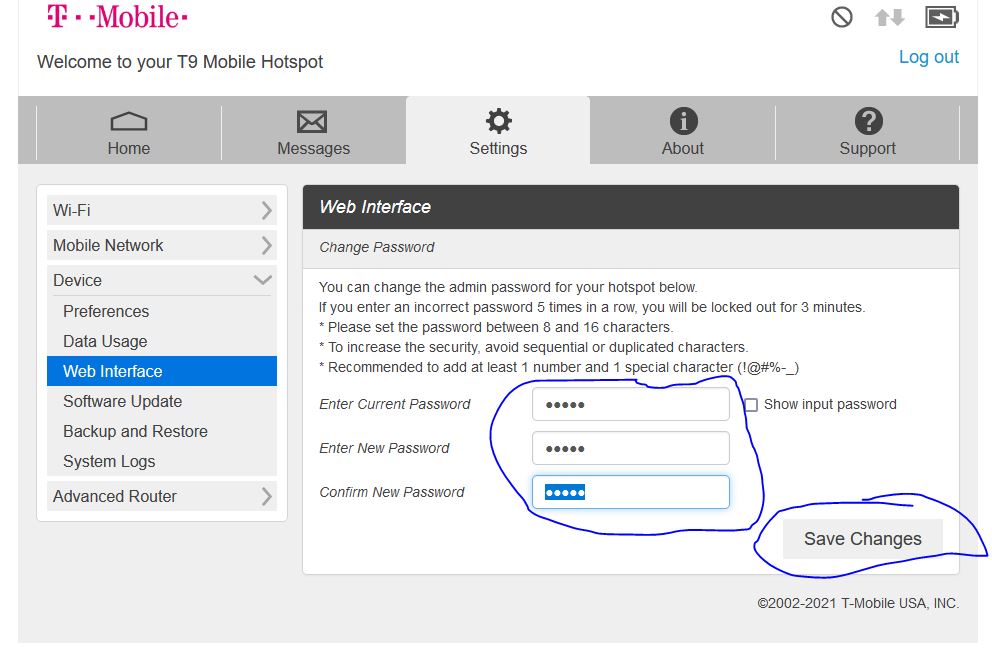 T··Mobile·
Welcome to your T9 Mobile Hotspot
Log out
Home
Messages
Settings
About
Support
Wi-Fi
Mobile Network
Device
Preferences
Data Usage
Web Interface
Software Update
Backup and Restore
System Logs
Advanced Router
Web Interface
Change Password
You can change the admin password for your hotspot below.
If you enter an incorrect password 5 times in a row, you will be locked out for 3 minutes.
* Please set the password between 8 and 16 characters.
* To increase the security, avoid sequential or duplicated characters.
* Recommended to add at least 1 number and 1 special character (!@#%-_)
Enter Current Password ●●●●● Show input password
Enter New Password ●●●●●
Confirm New Password ●●●●●
Save Changes
©2002-2021 T-Mobile USA, INC.